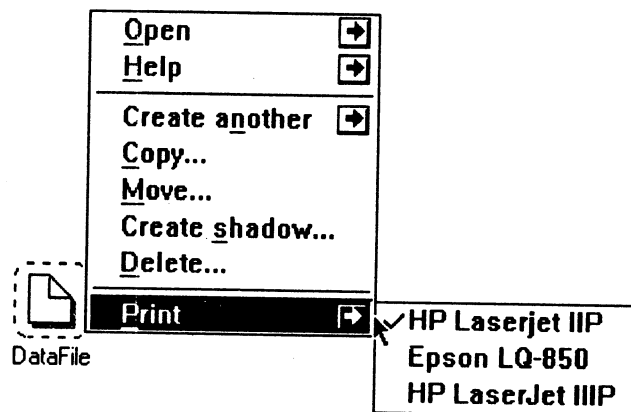 Open
Help
Create another
Copy...
Move...
Create shadow...
Delete...
Print
HP Laserjet IIP
Epson LQ-850
HP LaserJet IIIP
DataFile